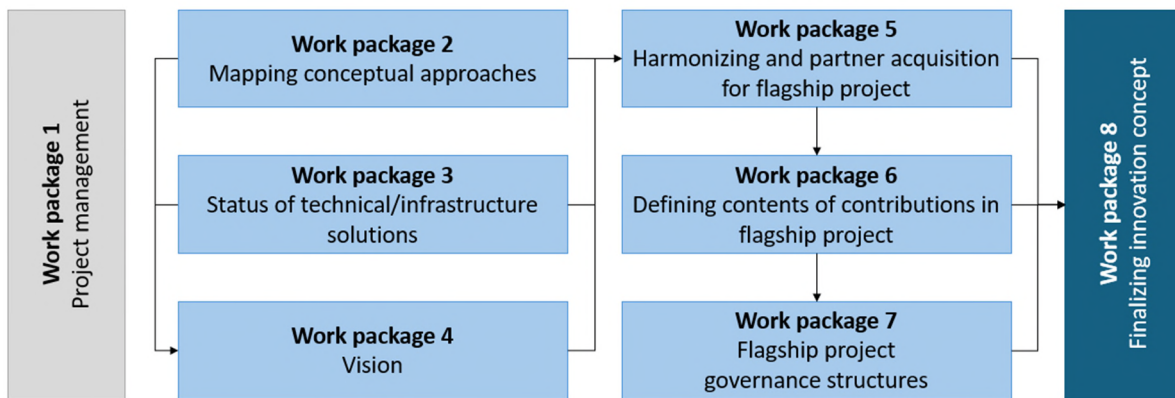 Work package 1
Project management
Work package 2
Mapping conceptual approaches
Work package 3
Status of technical/infrastructure
solutions
Work package 4
Vision
Work package 5
Harmonizing and partner acquisition
for flagship project
Work package 6
Defining contents of contributions in
flagship project
Work package 7
Flagship project
governance structures
Work package 8
Finalizing innovation concept